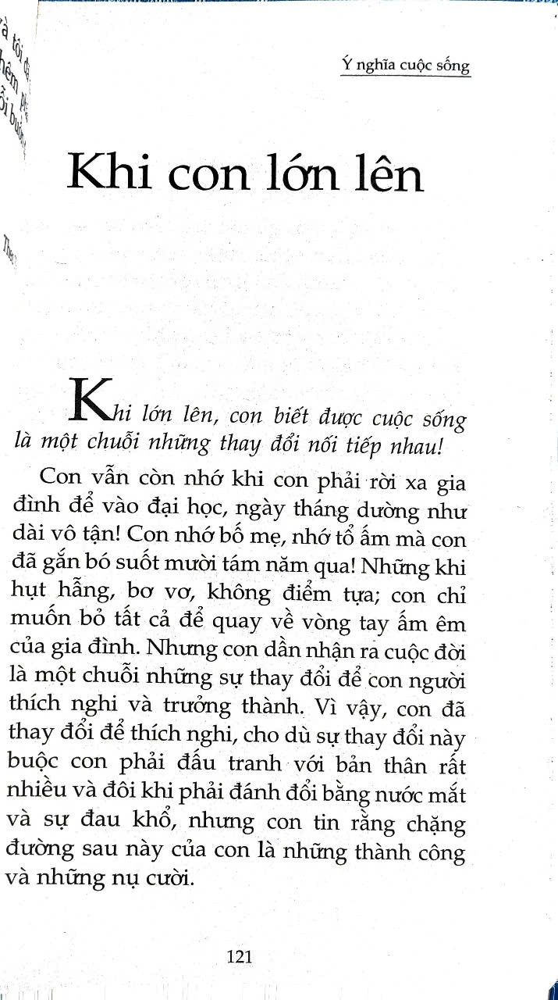 Ý nghĩa cuộc sống
Khi con lớn lên
Khi lớn lên, con biết được cuộc sống
là một chuỗi những thay đổi nối tiếp nhau!
Con vẫn còn nhớ khi con phải rời xa gia
đình để vào đại học, ngày tháng dường như
dài vô tận! Con nhớ bố mẹ, nhớ tổ ấm mà con
đã gắn bó suốt mười tám năm qua! Những khi
hụt hẫng, bơ vơ, không điểm tựa; con chỉ
muốn bỏ tất cả để quay về vòng tay ấm êm
của gia đình. Nhưng con dần nhận ra cuộc đời
là một chuỗi những sự thay đổi để con người
thích nghi và trưởng thành. Vì vậy, con đã
thay đổi để thích nghi, cho dù sự thay đổi này
buộc con phải đấu tranh với bản thân rất
nhiều và đôi khi phải đánh đổi bằng nước mắt
và sự đau khổ, nhưng con tin rằng chặng
đường sau này của con là những thành công
và những nụ cười.
121